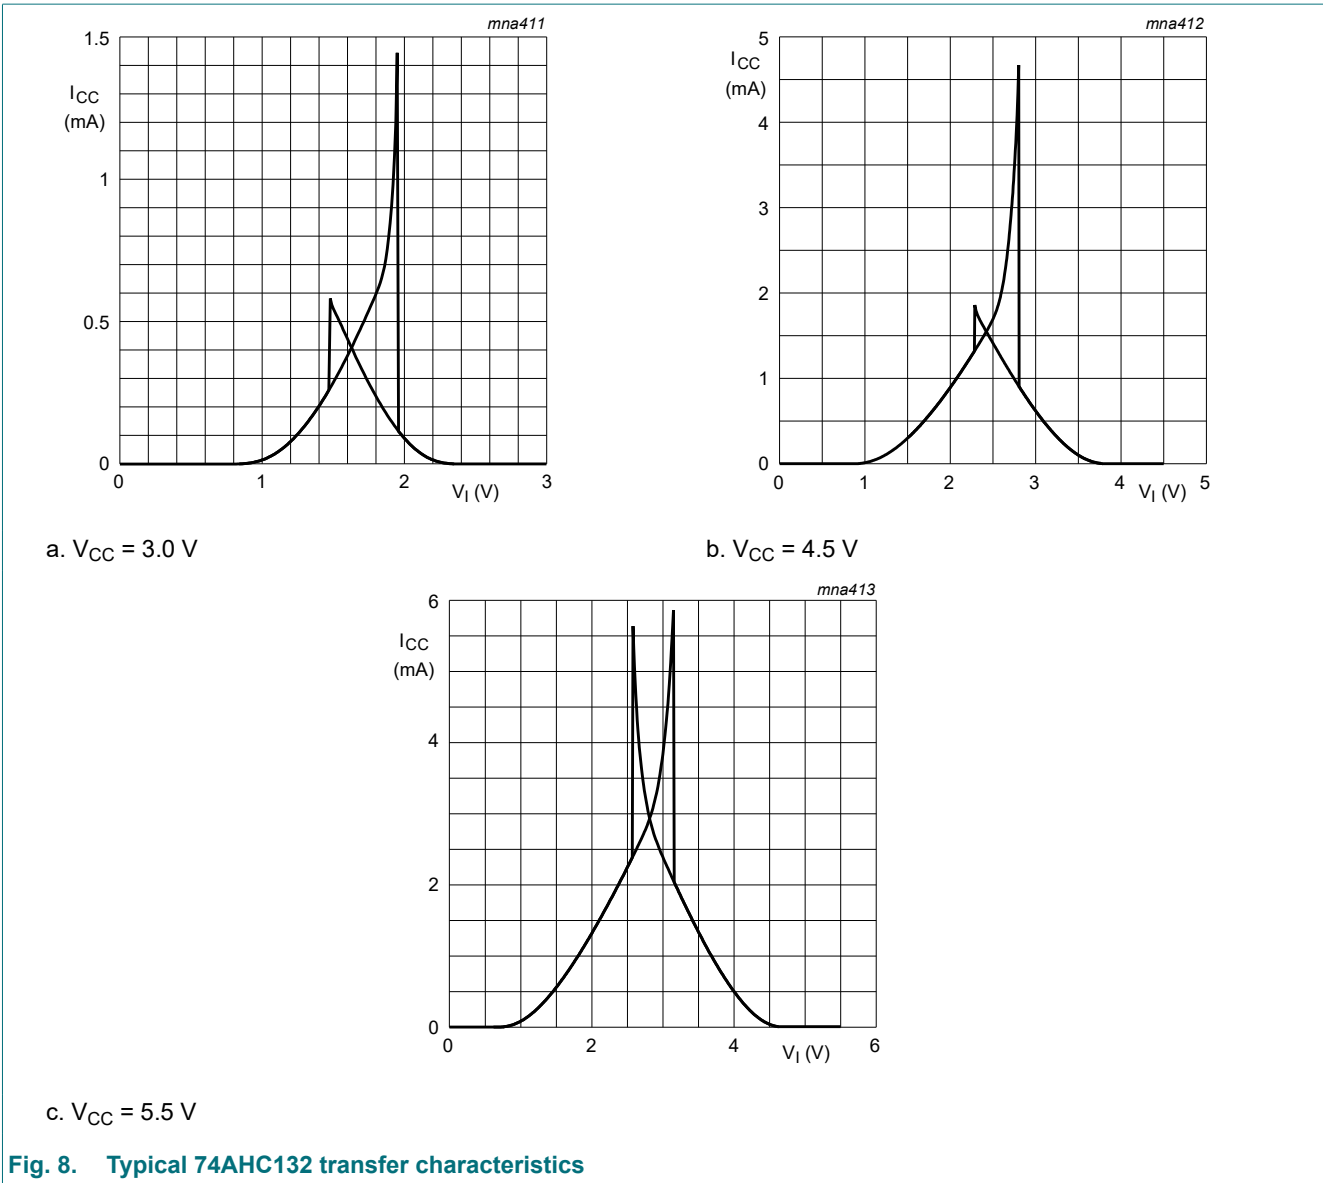 mna411
1.5
ICC
(mA)
1
0.5
0
0 1 2 3
VI (V)
a. VCC = 3.0 V
mna412
5
ICC
(mA)
4
3
2
1
0
0 1 2 3 4 5
VI (V)
b. VCC = 4.5 V
mna413
6
ICC
(mA)
4
2
0
0 2 4 6
VI (V)
c. VCC = 5.5 V
Fig. 8. Typical 74AHC132 transfer characteristics